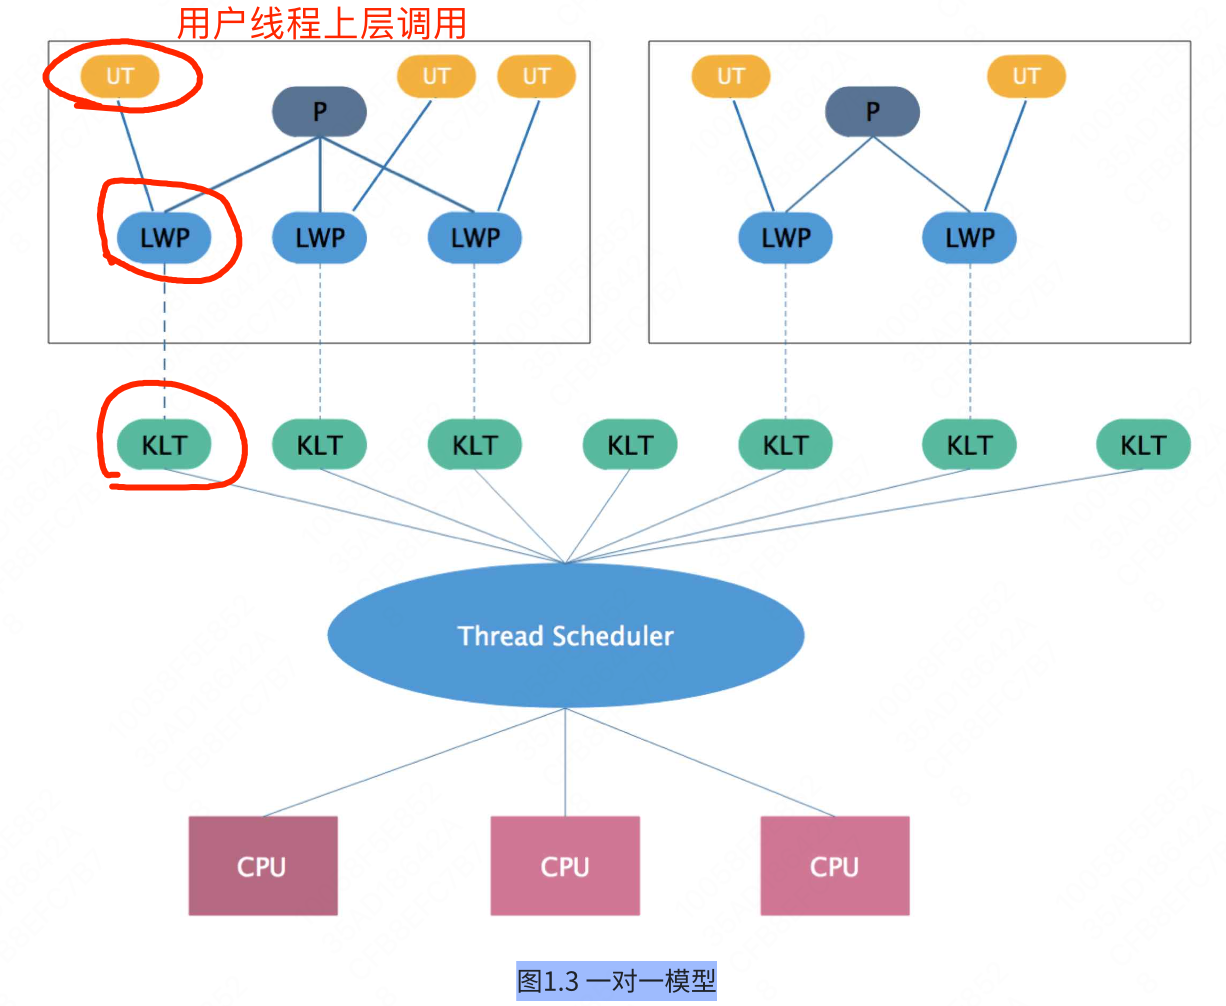 用户线程上层调用
UT UT UT UT UT
P P
LWP LWP LWP LWP LWP
KLT KLT KLT KLT KLT KLT KLT
Thread Scheduler
CPU CPU CPU
图1.3 一对一模型